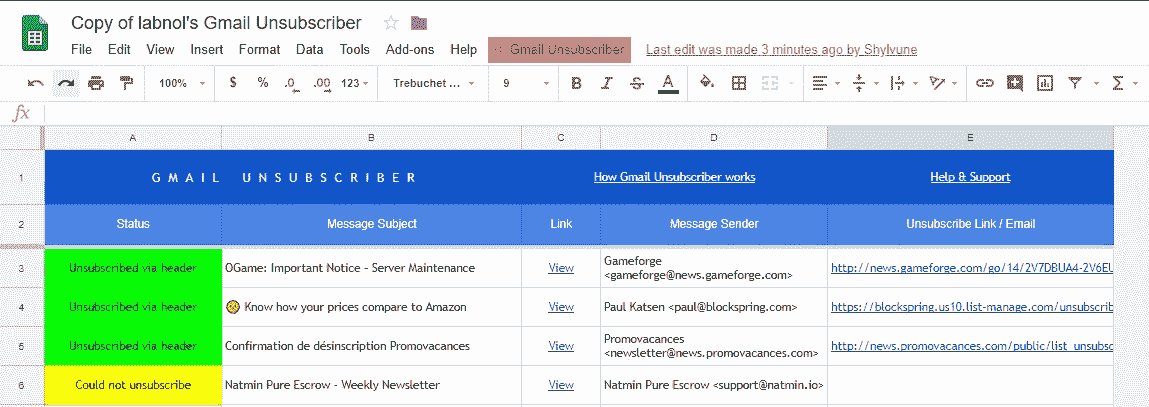 Copy of labnol's Gmail Unsubscriber
File Edit View Insert Format Data Tools Add-ons Help Gmail Unsubscriber Last edit was made 3 minutes ago by Shylvune
100% $ % .0 .00 123 Trebuchet ... 9 B I S A
fx
A B C D E
1 GMAIL UNSUBSCRIBER How Gmail Unsubscriber works Help & Support
2 Status Message Subject Link Message Sender Unsubscribe Link / Email
3 Unsubscribed via header OGame: Important Notice - Server Maintenance View Gameforge
<gameforge@news.gameforge.com> http://news.gameforge.com/go/14/2V7DBUA4-2V6EU
4 Unsubscribed via header Know how your prices compare to Amazon View Paul Katsen <paul@blockspring.com> https://blockspring.us10.list-manage.com/unsubscrib
5 Unsubscribed via header Confirmation de désinscription Promovacances View Promovacances
<newsletter@news.promovacances.com> http://news.promovacances.com/public/list_unsubsc
6 Could not unsubscribe Natmin Pure Escrow - Weekly Newsletter View Natmin Pure Escrow <support@natmin.io>